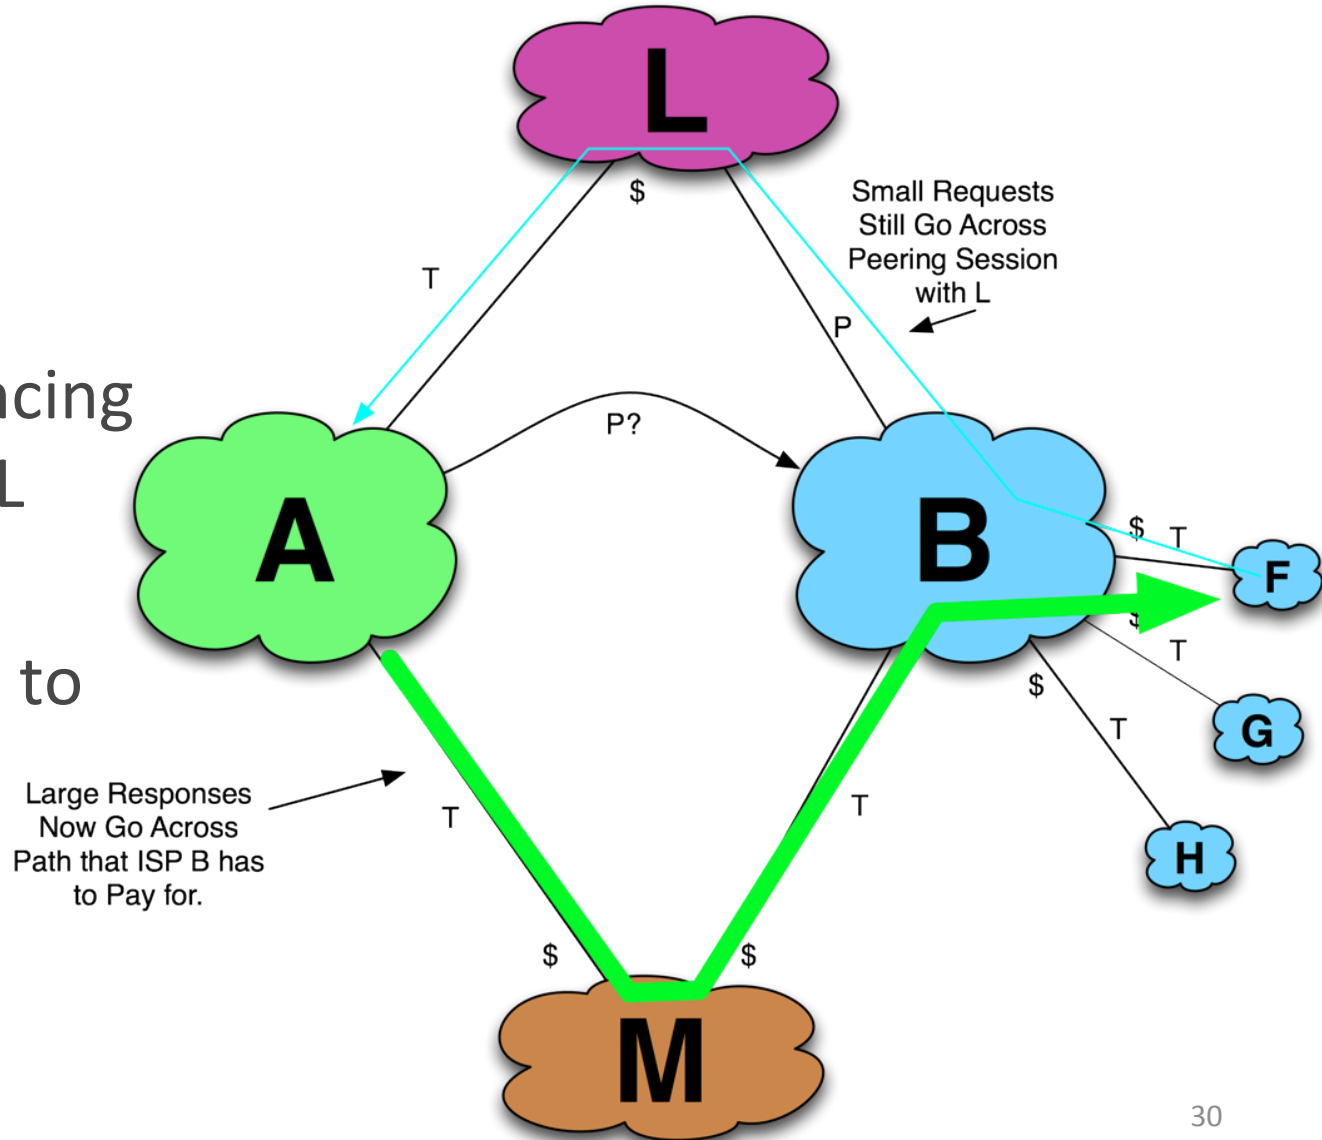 L
$
Small Requests
Still Go Across
Peering Session
with L
T
P
P?
L
A
B
$ T
F
$
T
to
$
G
T
Large Responses
Now Go Across
Path that ISP B has
to Pay for.
T
T
H
$
$
M
30